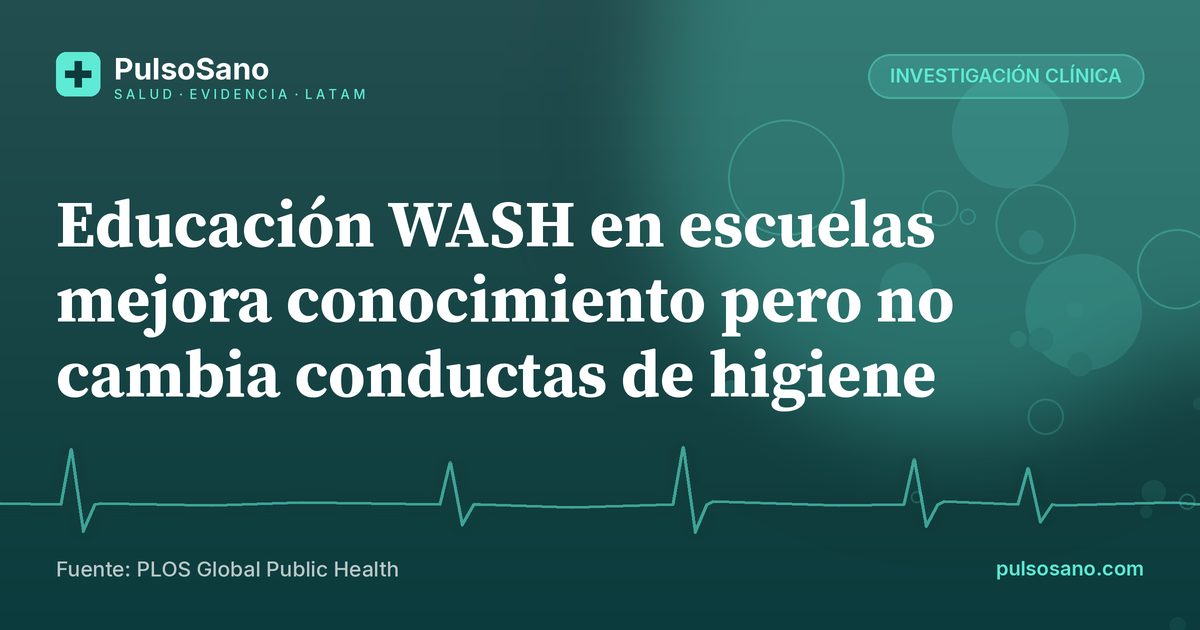 PulsoSano
SALUD · EVIDENCIA · LATAM
INVESTIGACIÓN CLÍNICA
Educación WASH en escuelas
mejora conocimiento pero no
cambia conductas de higiene
Fuente: PLOS Global Public Health
pulsosano.com